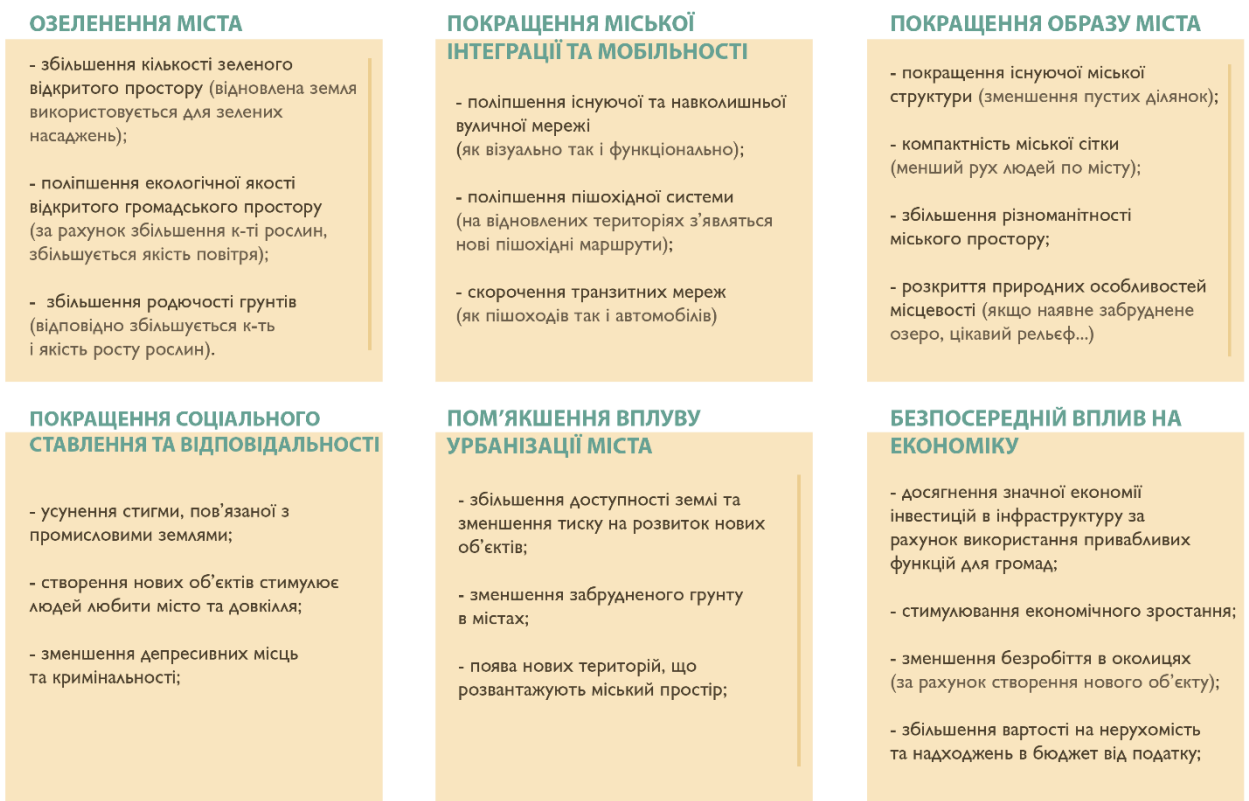 ОЗЕЛЕНЕННЯ МІСТА
- збільшення кількості зеленого
відкритого простору (відновлена земля
використовується для зелених
насаджень);
- поліпшення екологічної якості
відкритого громадського простору
(за рахунок збільшення к-ті рослин,
збільшується якість повітря);
-  збільшення родючості грунтів
(відповідно збільшується к-ть
і якість росту рослин).
ПОКРАЩЕННЯ МІСЬКОЇ
ІНТЕГРАЦІЇ ТА МОБІЛЬНОСТІ
- поліпшення існуючої та навколишньої
вуличної мережі
(як візуально так і функціонально);
- поліпшення пішохідної системи
(на відновлених територіях з’являться
нові пішохідні маршрути);
- скорочення транзитних мереж
(як пішоходів так і автомобілів)
ПОКРАЩЕННЯ ОБРАЗУ МІСТА
- покращення існуючої міської
структури (зменшення пустих ділянок);
- компактність міської сітки
(менший рух людей по місту);
- збільшення різноманітності
міського простору;
- розкриття природних особливостей
місцевості (якщо наявне забруднене
озеро, цікавий рельєф...)
ПОКРАЩЕННЯ СОЦІАЛЬНОГО
СТАВЛЕННЯ ТА ВІДПОВІДАЛЬНОСТІ
- усунення стигми, пов’язаної з
промисловими землями;
- створення нових об’єктів стимулює
людей любити місто та довкілля;
- зменшення депресивних місць
та кримінальності;
ПОМ’ЯКШЕННЯ ВПЛУВУ
УРБАНІЗАЦІЇ МІСТА
- збільшення доступності землі та
зменшення тиску на розвиток нових
об’єктів;
- зменшення забрудненого грунту
в містах;
- поява нових територій, що
розвантажують міський простір;
БЕЗПОСЕРЕДНІЙ ВПЛИВ НА
ЕКОНОМІКУ
- досягнення значної економії
інвестицій в інфраструктуру за
рахунок використання привабливих
функцій для громад;
- стимулювання економічного зростання;
- зменшення безробіття в околицях
(за рахунок створення нового об’єкту);
- збільшення вартості на нерухомість
та надходжень в бюджет від податку;